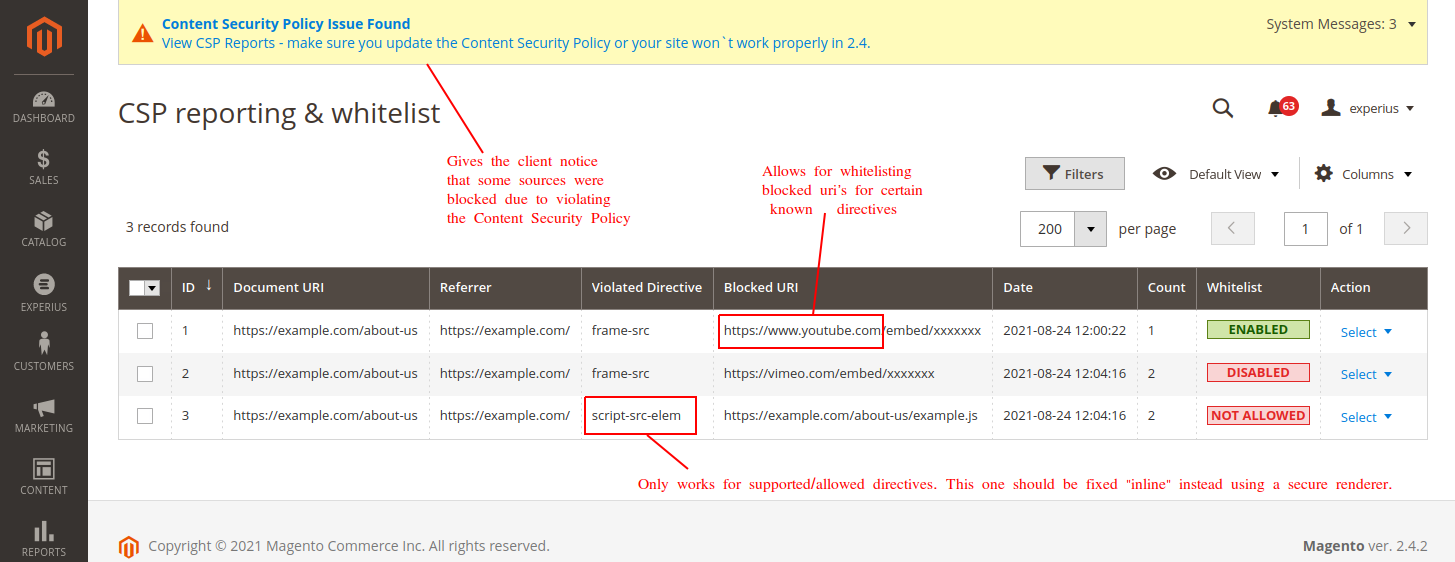 Content Security Policy Issue Found
View CSP Reports - make sure you update the Content Security Policy or your site won`t work properly in 2.4.
System Messages: 3
DASHBOARD
SALES
CATALOG
EXPERIUS
CUSTOMERS
MARKETING
CONTENT
REPORTS
CSP reporting & whitelist
63
experius
Gives the client notice
that some sources were
blocked due to violating
the Content Security Policy
Allows for whitelisting
blocked uri's for certain
known directives
Filters
Default View
Columns
3 records found
200
per page
1
of 1
ID ↓ Document URI Referrer Violated Directive Blocked URI Date Count Whitelist Action
1 https://example.com/about-us https://example.com/ frame-src https://www.youtube.com/embed/xxxxxxx 2021-08-24 12:00:22 1 ENABLED Select
2 https://example.com/about-us https://example.com/ frame-src https://vimeo.com/embed/xxxxxxx 2021-08-24 12:04:16 2 DISABLED Select
3 https://example.com/about-us https://example.com/ script-src-elem https://example.com/about-us/example.js 2021-08-24 12:04:16 2 NOT ALLOWED Select
Only works for supported/allowed directives. This one should be fixed "inline" instead using a secure renderer.
Copyright © 2021 Magento Commerce Inc. All rights reserved.
Magento ver. 2.4.2